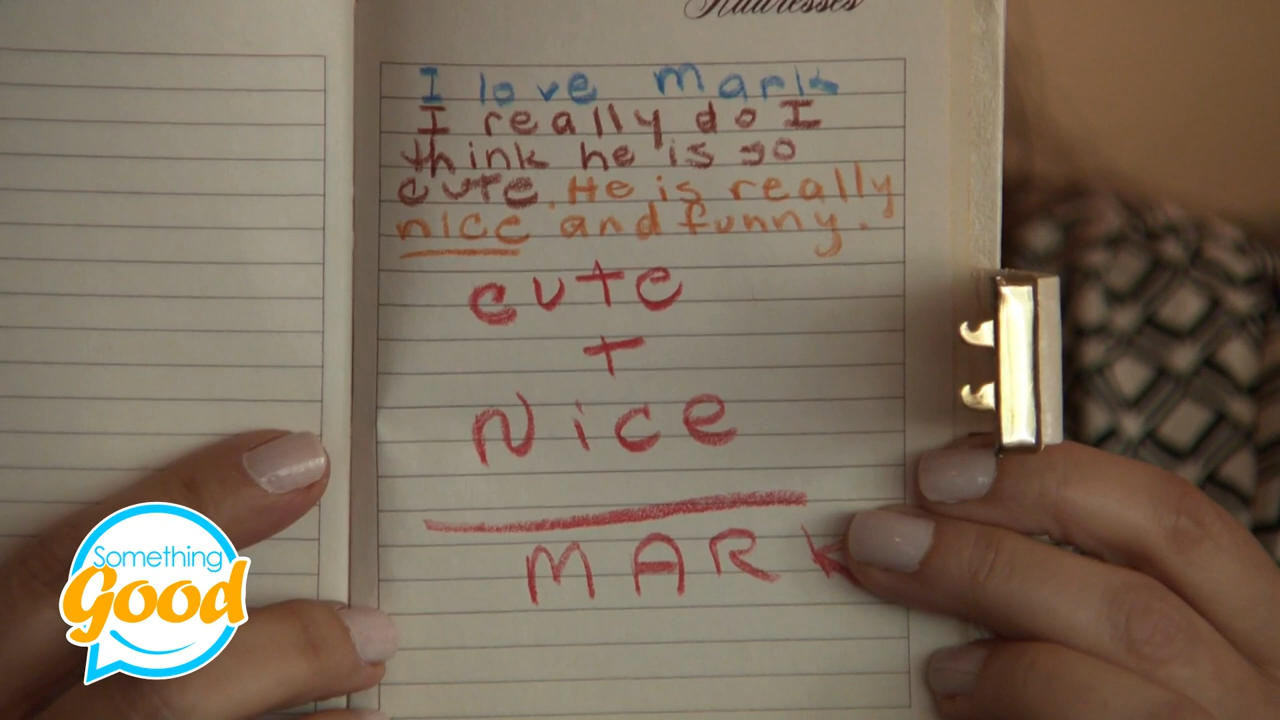 Addresses
I love Mark
I really do I
think he is so
cute. He is really
nice and funny.
cute
+
Nice
MARK
Something
Good